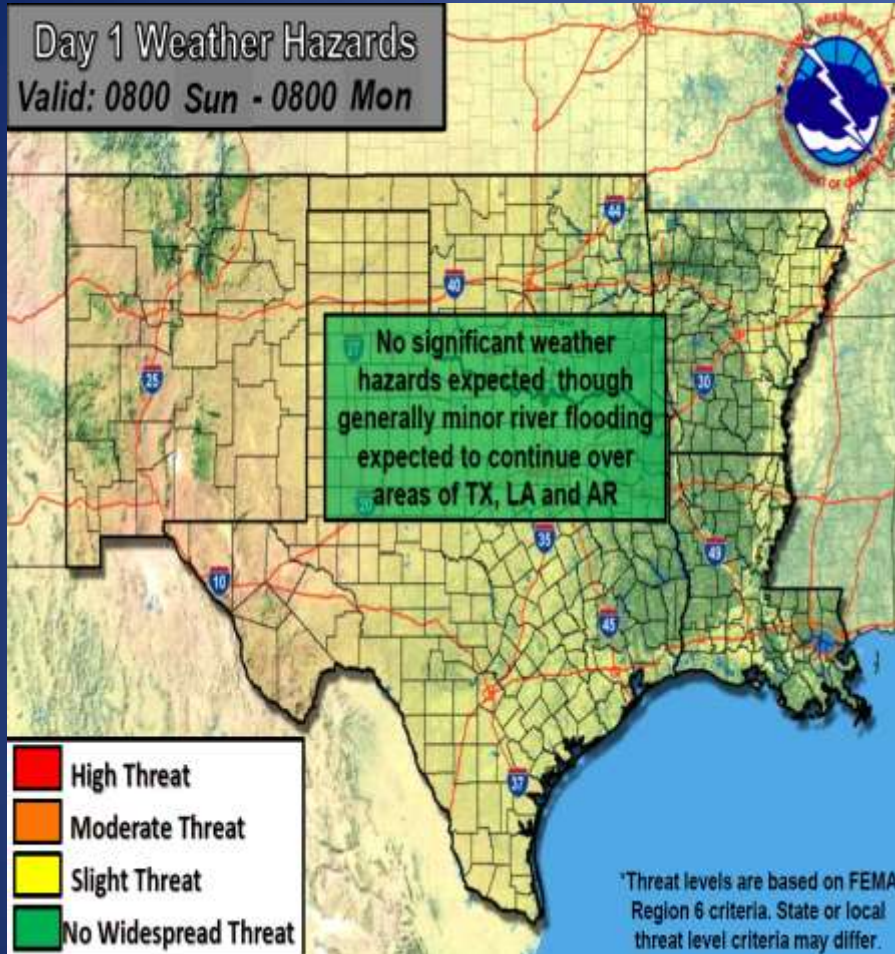 Day 1 Weather Hazards
Valid: 0800 Sun - 0800 Mon
NATIONAL WEATHER SERVICE
44
40
No significant weather
hazards expected though
generally minor river flooding
expected to continue over
areas of TX, LA and AR
25
30
35
49
10
45
37
High Threat
Moderate Threat
Slight Threat
No Widespread Threat
*Threat levels are based on FEMA
Region 6 criteria. State or local
threat level criteria may differ.